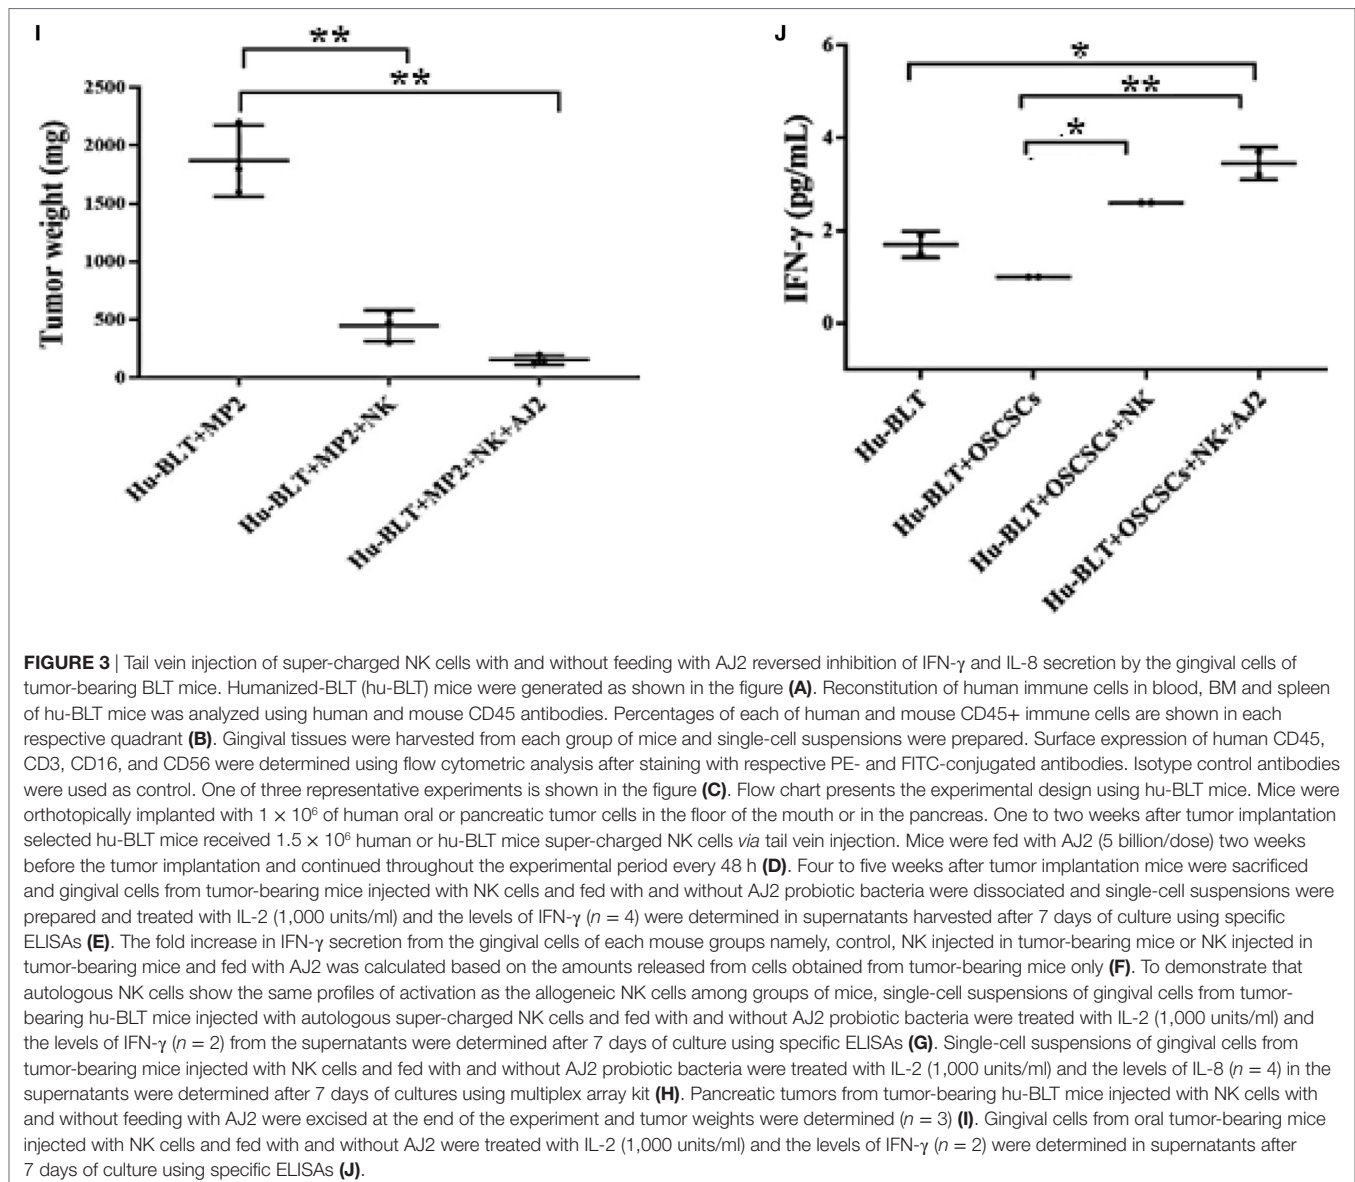 I
**
**
2500
2000
1500
1000
500
0
Tumor weight (mg)
Hu-BLT+MP2
Hu-BLT+MP2+NK
Hu-BLT+MP2+NK+AJ2
J
*
**
*
6
4
2
0
IFN-γ (pg/mL)
Hu-BLT
Hu-BLT+OSCSCs
Hu-BLT+OSCSCs+NK
Hu-BLT+OSCSCs+NK+AJ2
FIGURE 3 | Tail vein injection of super-charged NK cells with and without feeding with AJ2 reversed inhibition of IFN-γ and IL-8 secretion by the gingival cells of
tumor-bearing BLT mice. Humanized-BLT (hu-BLT) mice were generated as shown in the figure (A). Reconstitution of human immune cells in blood, BM and spleen
of hu-BLT mice was analyzed using human and mouse CD45 antibodies. Percentages of each of human and mouse CD45+ immune cells are shown in each
respective quadrant (B). Gingival tissues were harvested from each group of mice and single-cell suspensions were prepared. Surface expression of human CD45,
CD3, CD16, and CD56 were determined using flow cytometric analysis after staining with respective PE- and FITC-conjugated antibodies. Isotype control antibodies
were used as control. One of three representative experiments is shown in the figure (C). Flow chart presents the experimental design using hu-BLT mice. Mice were
orthotopically implanted with 1 × 10⁶ of human oral or pancreatic tumor cells in the floor of the mouth or in the pancreas. One to two weeks after tumor implantation
selected hu-BLT mice received 1.5 × 10⁶ human or hu-BLT mice super-charged NK cells via tail vein injection. Mice were fed with AJ2 (5 billion/dose) two weeks
before the tumor implantation and continued throughout the experimental period every 48 h (D). Four to five weeks after tumor implantation mice were sacrificed
and gingival cells from tumor-bearing mice injected with NK cells and fed with and without AJ2 probiotic bacteria were dissociated and single-cell suspensions were
prepared and treated with IL-2 (1,000 units/ml) and the levels of IFN-γ (n = 4) were determined in supernatants harvested after 7 days of culture using specific
ELISAs (E). The fold increase in IFN-γ secretion from the gingival cells of each mouse groups namely, control, NK injected in tumor-bearing mice or NK injected in
tumor-bearing mice and fed with AJ2 was calculated based on the amounts released from cells obtained from tumor-bearing mice only (F). To demonstrate that
autologous NK cells show the same profiles of activation as the allogeneic NK cells among groups of mice, single-cell suspensions of gingival cells from tumor-
bearing hu-BLT mice injected with autologous super-charged NK cells and fed with and without AJ2 probiotic bacteria were treated with IL-2 (1,000 units/ml) and
the levels of IFN-γ (n = 2) from the supernatants were determined after 7 days of culture using specific ELISAs (G). Single-cell suspensions of gingival cells from
tumor-bearing mice injected with NK cells and fed with and without AJ2 probiotic bacteria were treated with IL-2 (1,000 units/ml) and the levels of IL-8 (n = 4) in the
supernatants were determined after 7 days of cultures using multiplex array kit (H). Pancreatic tumors from tumor-bearing hu-BLT mice injected with NK cells with
and without feeding with AJ2 were excised at the end of the experiment and tumor weights were determined (n = 3) (I). Gingival cells from oral tumor-bearing mice
injected with NK cells and fed with and without AJ2 were treated with IL-2 (1,000 units/ml) and the levels of IFN-γ (n = 2) were determined in supernatants after
7 days of culture using specific ELISAs (J).